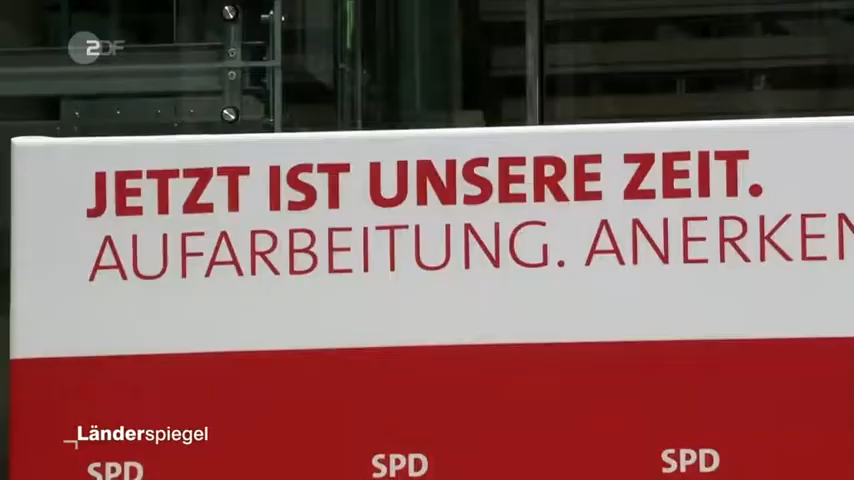 ZDF
JETZT IST UNSERE ZEIT.
AUFARBEITUNG. ANERKEN
Länderspiegel
SPD SPD SPD